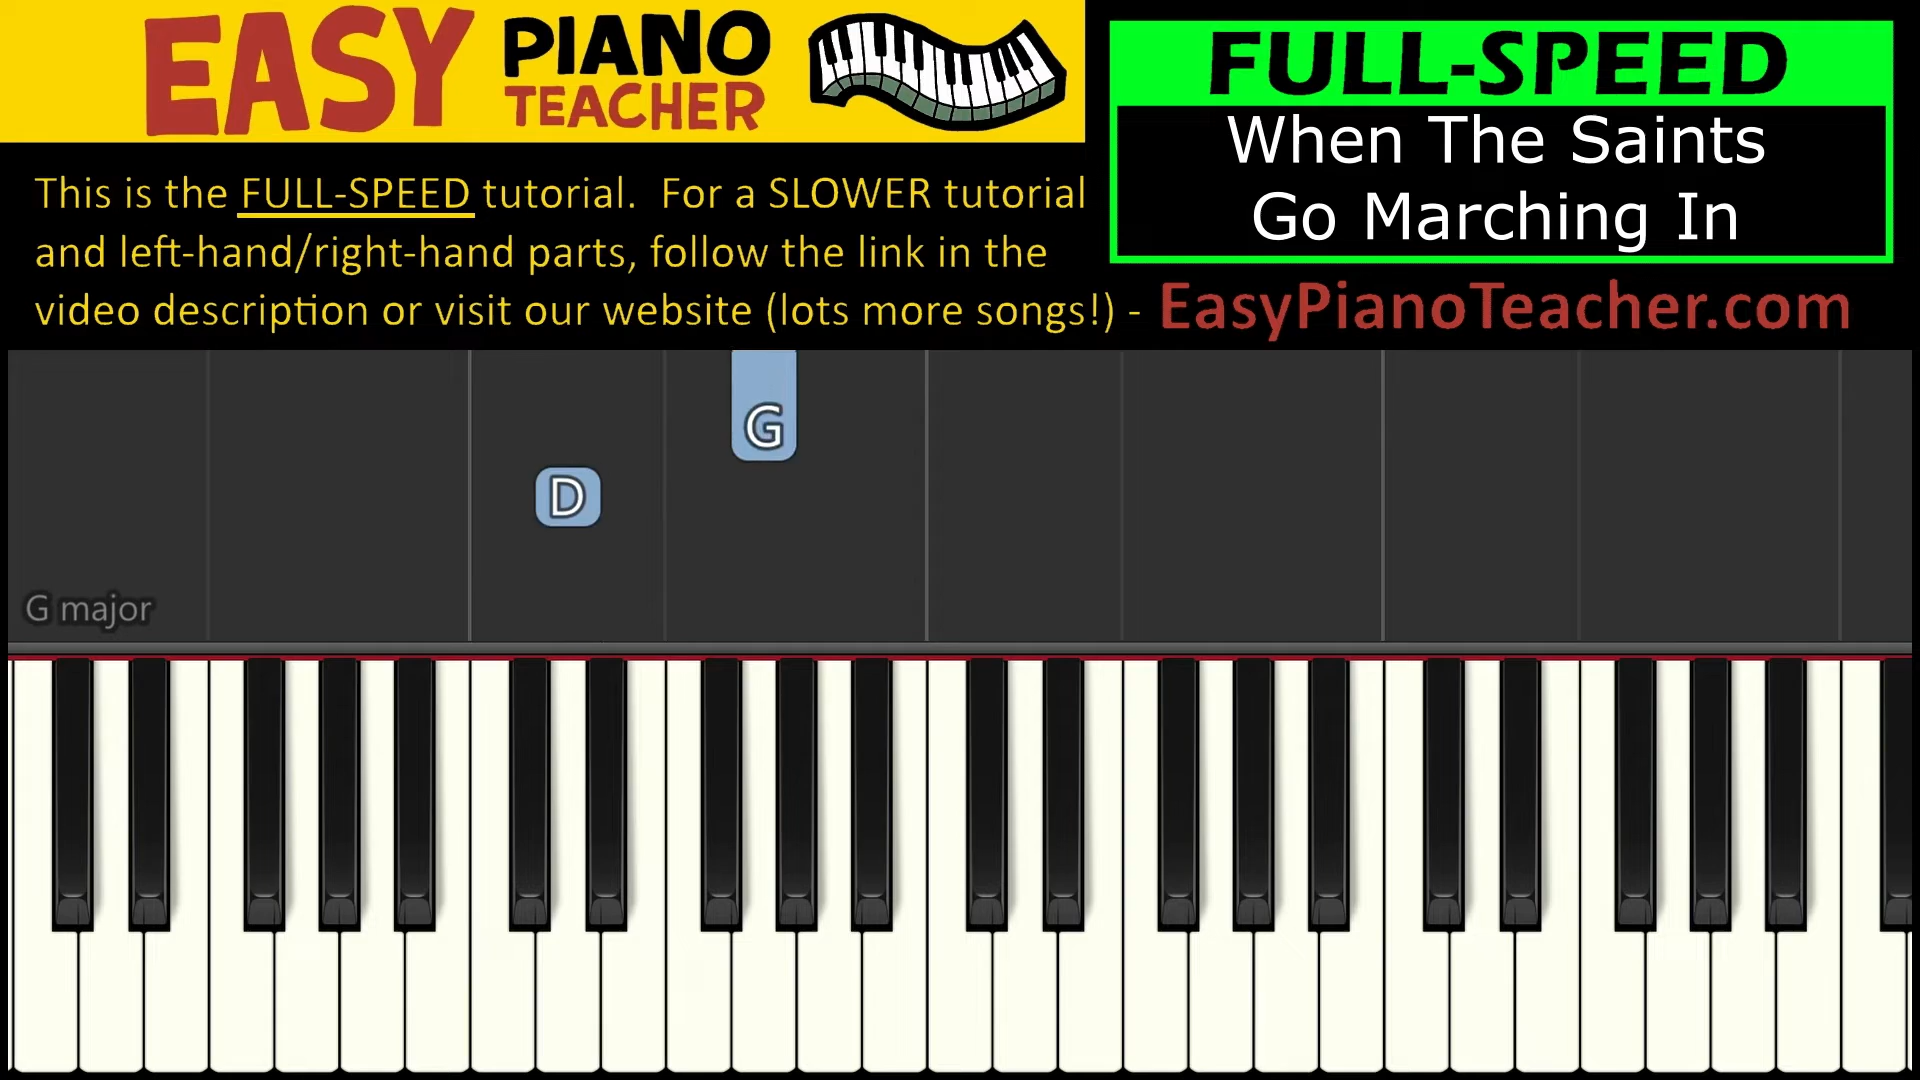 EASY PIANO TEACHER
FULL-SPEED
When The Saints
Go Marching In
This is the FULL-SPEED tutorial. For a SLOWER tutorial
and left-hand/right-hand parts, follow the link in the
video description or visit our website (lots more songs!) - EasyPianoTeacher.com
G
D
G major